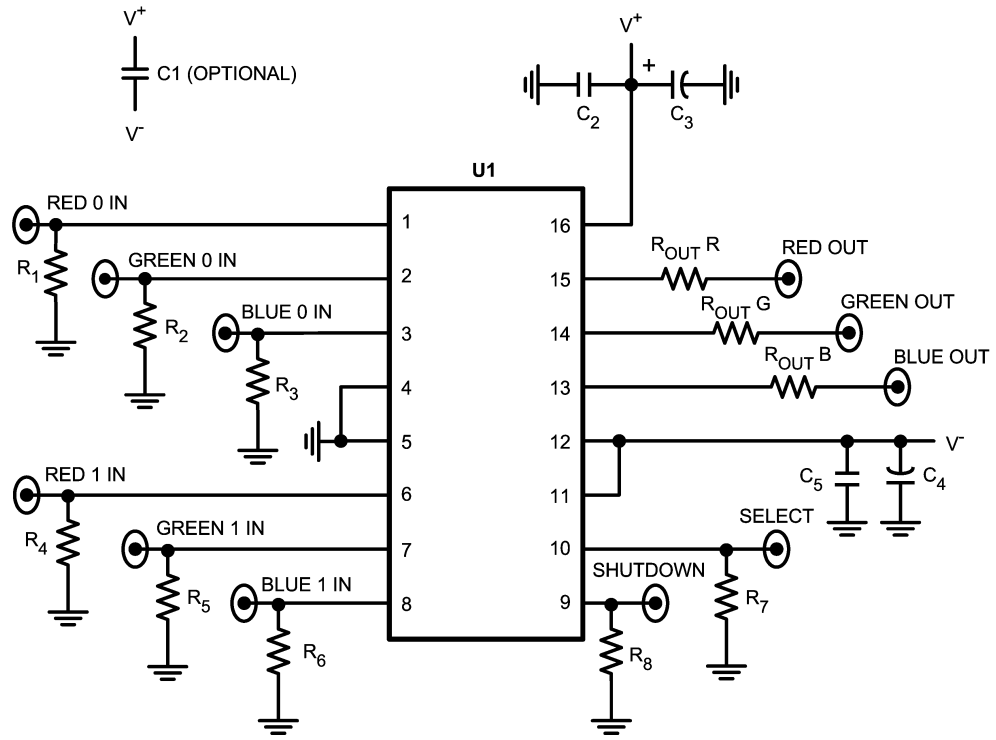 V+
C1 (OPTIONAL)
V-
V+
+
C2
C3
U1
RED 0 IN
R1
GREEN 0 IN
R2
BLUE 0 IN
R3
RED 1 IN
R4
GREEN 1 IN
R5
BLUE 1 IN
R6
1
2
3
4
5
6
7
8
16
15
14
13
12
11
10
9
ROUT R
RED OUT
ROUT G
GREEN OUT
ROUT B
BLUE OUT
V-
C5
C4
SELECT
R7
SHUTDOWN
R8